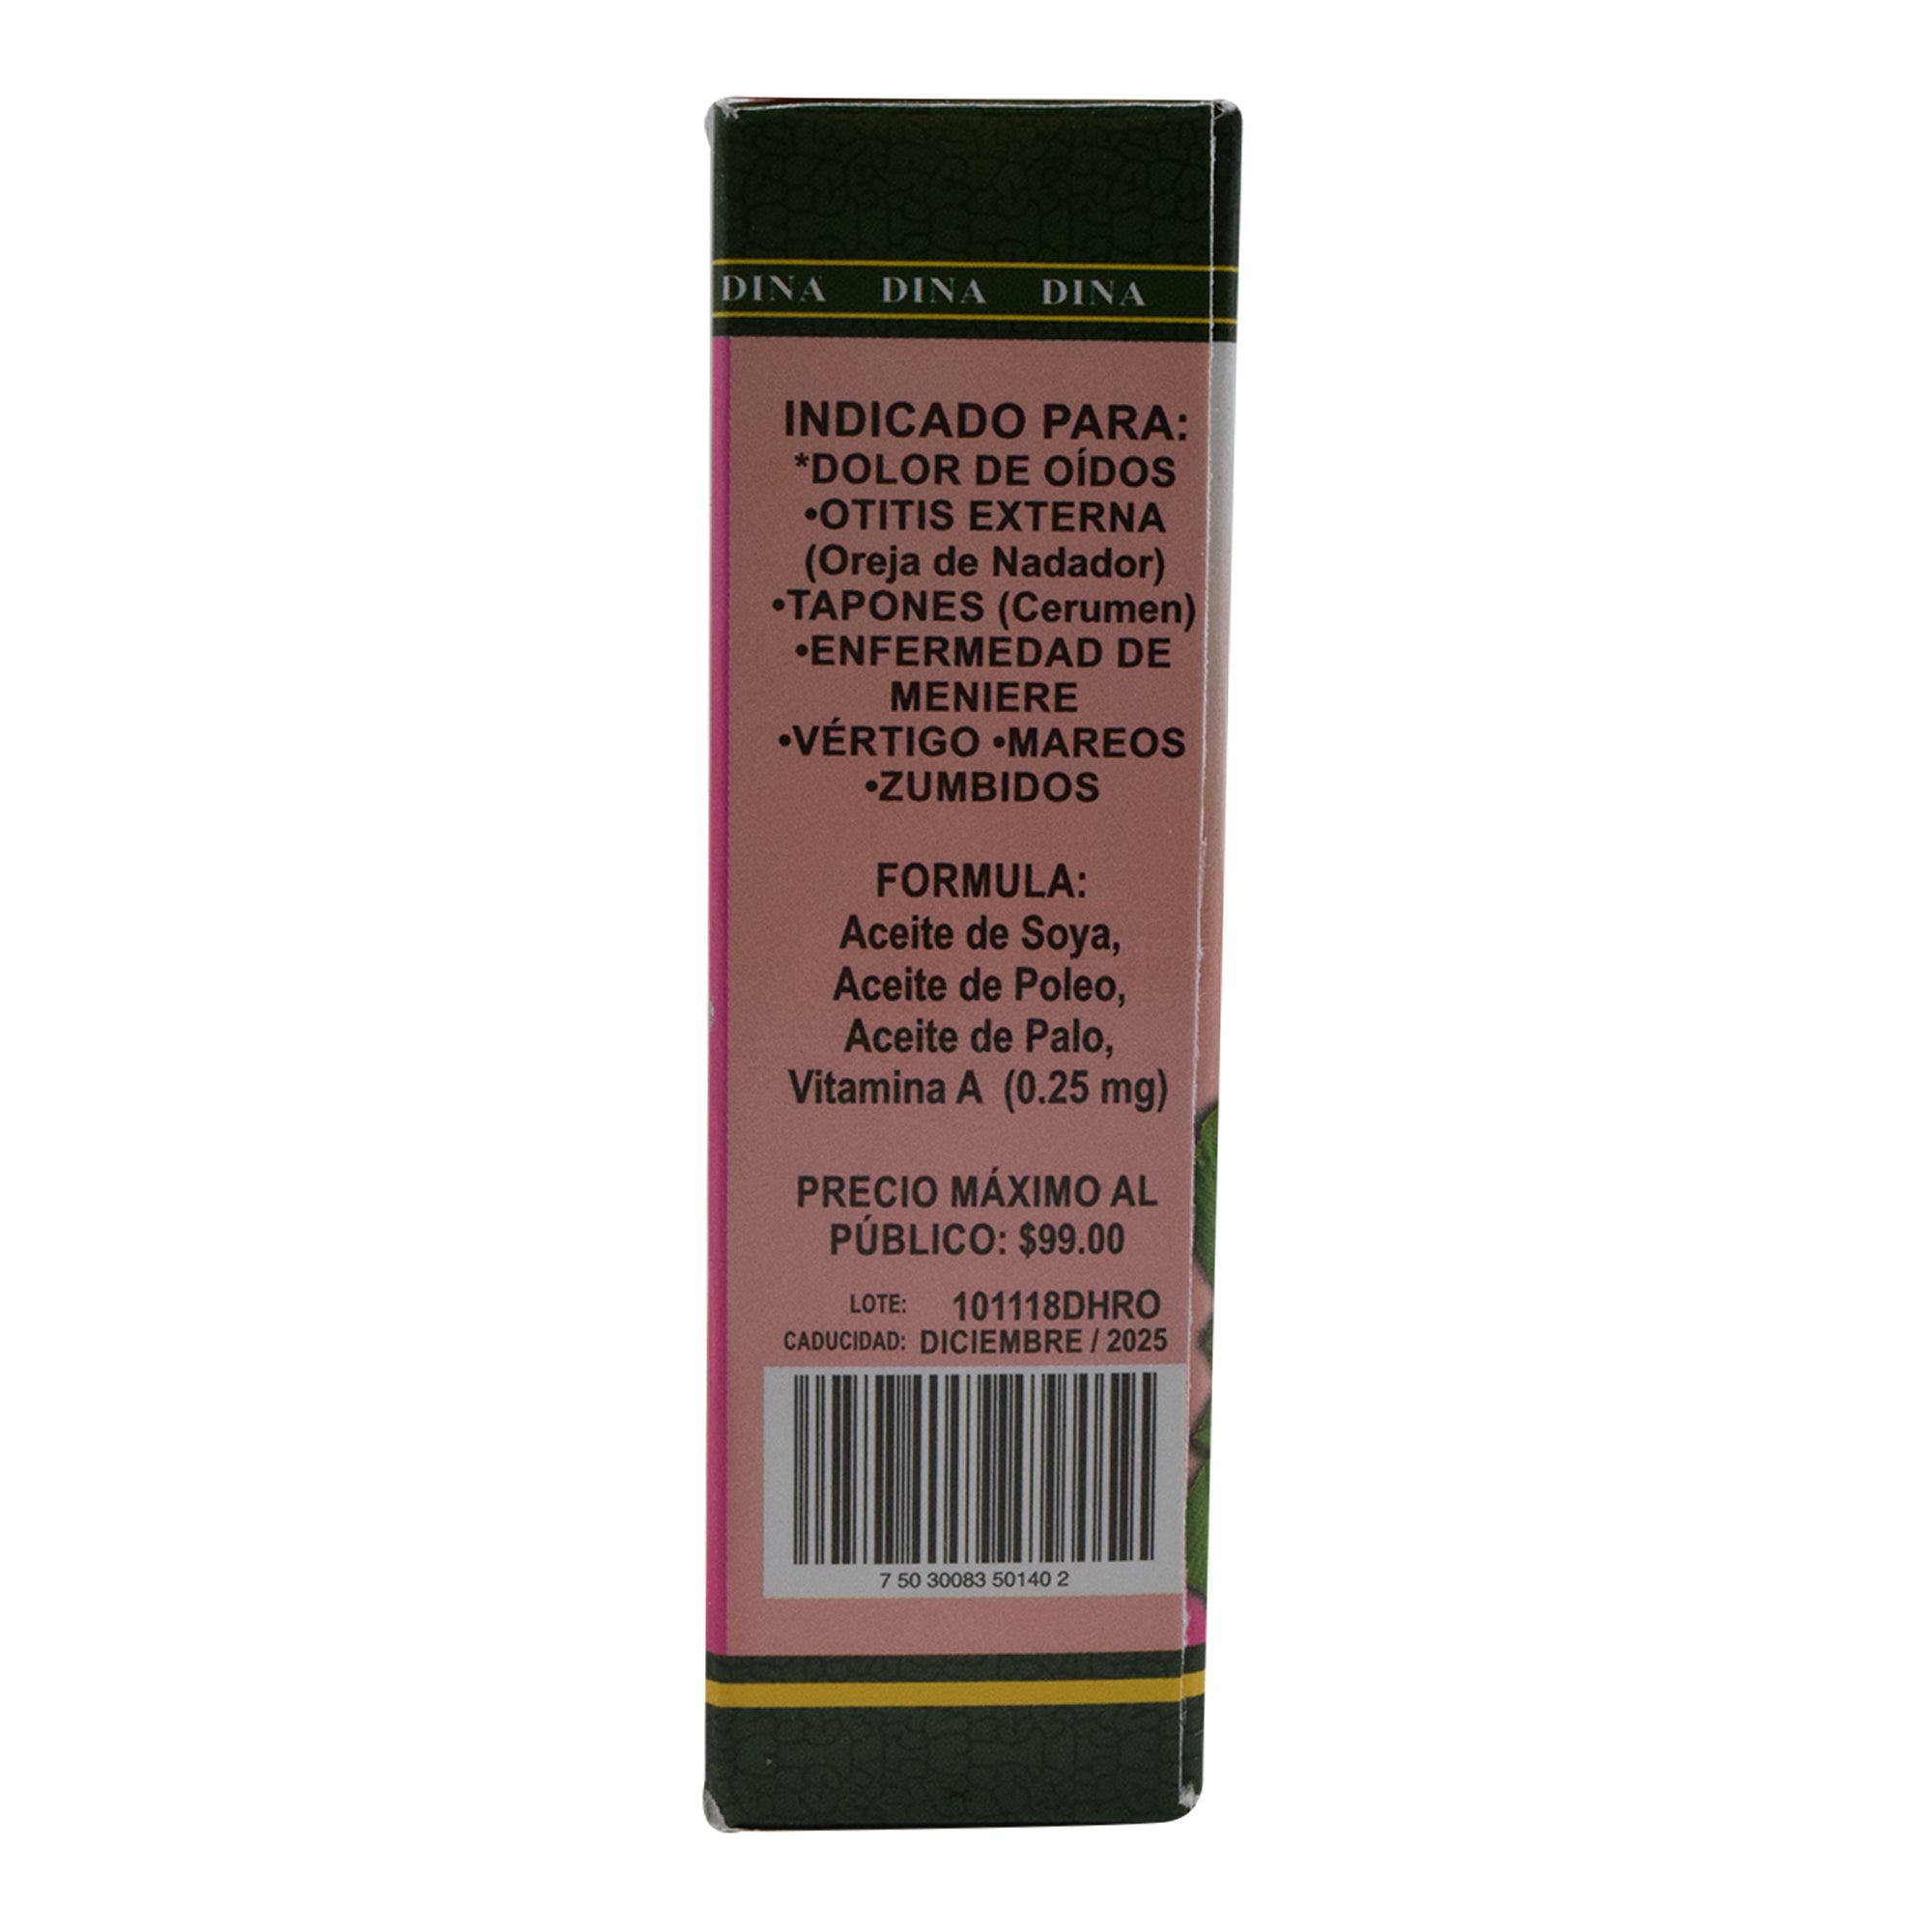 DINA DINA DINA
INDICADO PARA:
*DOLOR DE OÍDOS
•OTITIS EXTERNA
(Oreja de Nadador)
•TAPONES (Cerumen)
•ENFERMEDAD DE
MENIERE
•VÉRTIGO •MAREOS
•ZUMBIDOS
FORMULA:
Aceite de Soya,
Aceite de Poleo,
Aceite de Palo,
Vitamina A (0.25 mg)
PRECIO MÁXIMO AL
PÚBLICO: $99.00
LOTE: 101118DHRO
CADUCIDAD: DICIEMBRE / 2025
7 50 30083 50140 2